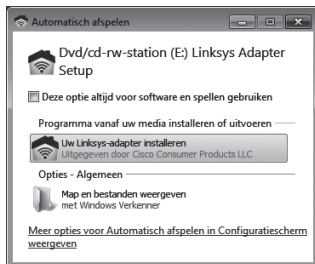 Automatisch afspelen
Dvd/cd-rw-station (E:) Linksys Adapter
Setup
Deze optie altijd voor software en spellen gebruiken
Programma vanaf uw media installeren of uitvoeren
Uw Linksys-adapter installeren
Uitgegeven door Cisco Consumer Products LLC
Opties - Algemeen
Map en bestanden weergeven
met Windows Verkenner
Meer opties voor Automatisch afspelen in Configuratiescherm
weergeven